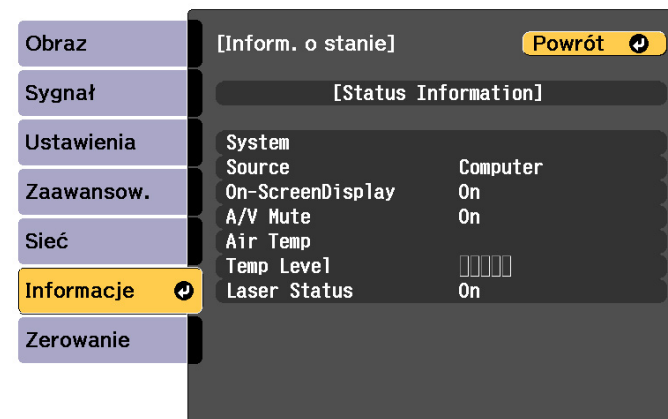 Obraz
Sygnał
Ustawienia
Zaawansow.
Sieć
Informacje
Zerowanie
[Inform. o stanie] Powrót
[Status Information]
System
Source Computer
On-ScreenDisplay On
A/V Mute On
Air Temp
Temp Level
Laser Status On